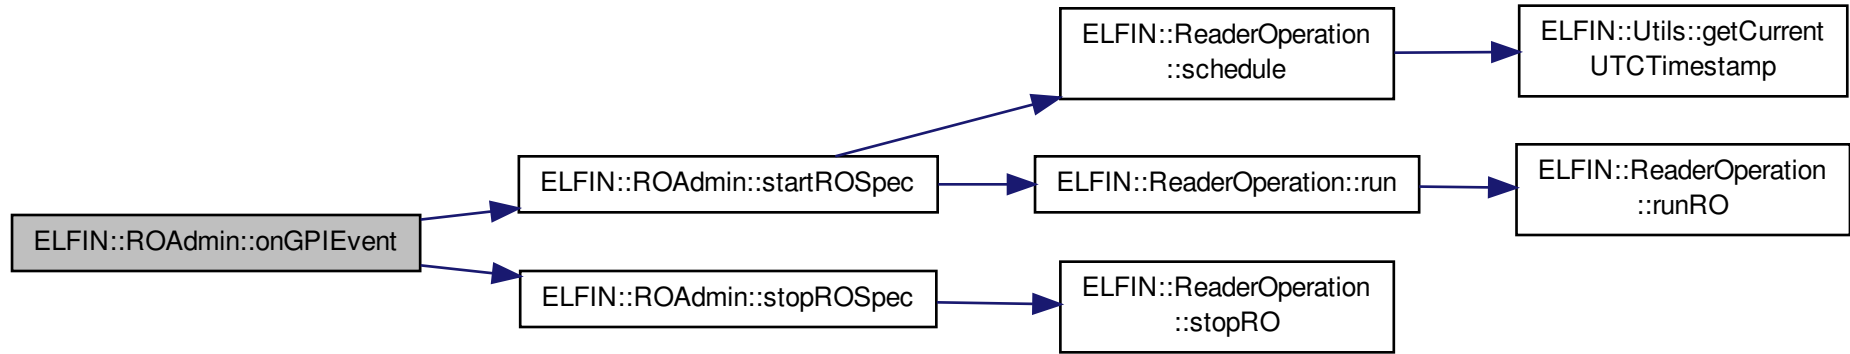 ELFIN::ROAdmin::onGPIEvent
ELFIN::ROAdmin::startROSpec
ELFIN::ReaderOperation
::schedule
ELFIN::Utils::getCurrent
UTCTimestamp
ELFIN::ReaderOperation::run
ELFIN::ReaderOperation
::runRO
ELFIN::ROAdmin::stopROSpec
ELFIN::ReaderOperation
::stopRO